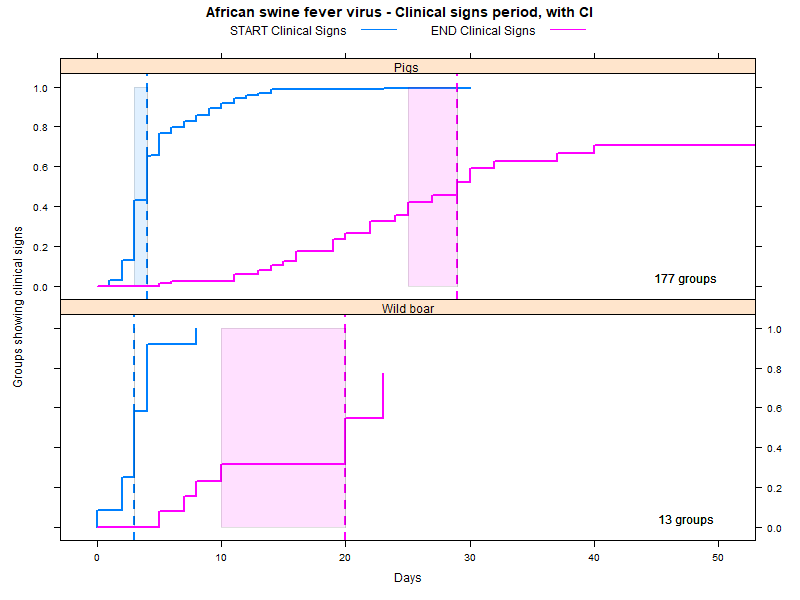 African swine fever virus - Clinical signs period, with CI
START Clinical Signs END Clinical Signs
Pigs
1.0
0.8
0.6
0.4
0.2
0.0
177 groups
Wild boar
1.0
0.8
0.6
0.4
0.2
0.0
13 groups
Groups showing clinical signs
0 10 20 30 40 50
Days